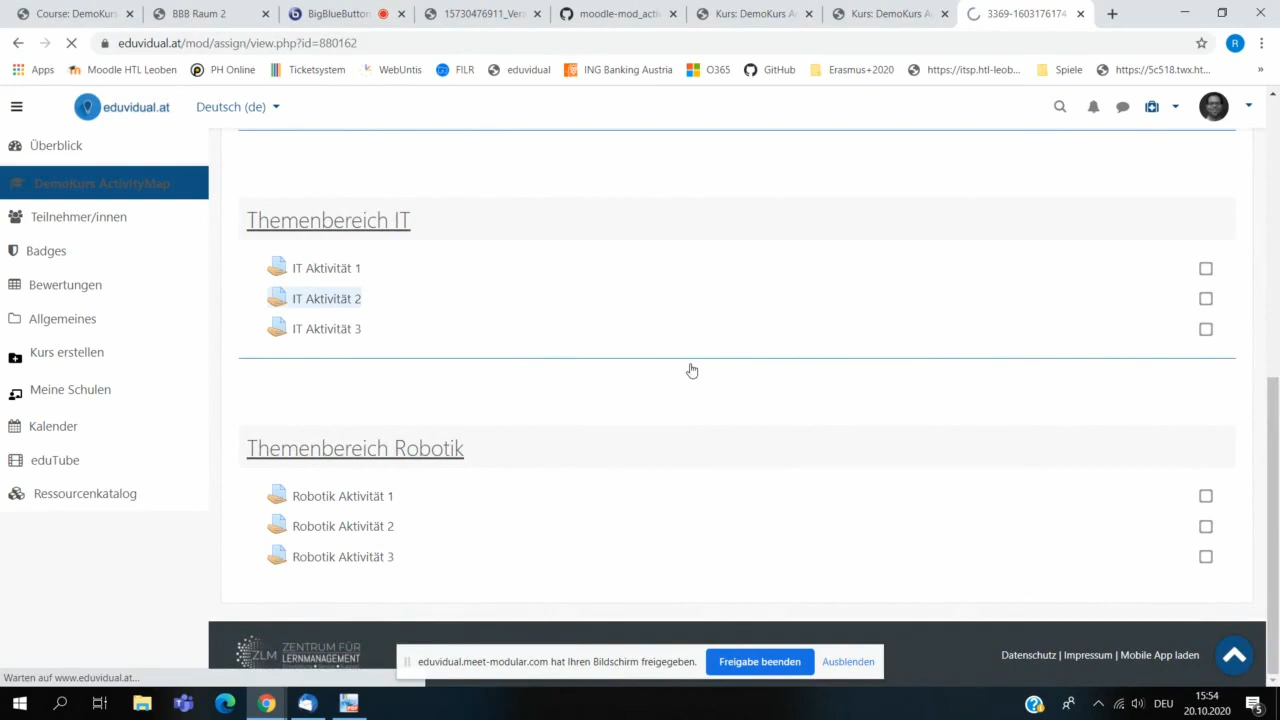 Course: DemoKurs
BBB Raum 2
BigBlueButton
15730476911_Ver
moodle-mod_acti
Kurs: DemoKurs A
Kurs: DemoKurs A
3369-1603176174
eduvidual.at/mod/assign/view.php?id=880162
R
Apps
Moodle HTL Leoben
PH Online
Ticketsystem
WebUntis
FILR
eduvidual
ING Banking Austria
O365
GitHub
Erasmus+2020
https://itsp.htl-leob...
Spiele
https://5c518.twx.ht...
»
eduvidual.at
Deutsch (de)
Überblick
DemoKurs ActivityMap
Teilnehmer/innen
Badges
Bewertungen
Allgemeines
Kurs erstellen
Meine Schulen
Kalender
eduTube
Ressourcenkatalog
Themenbereich IT
IT Aktivität 1
IT Aktivität 2
IT Aktivität 3
Themenbereich Robotik
Robotik Aktivität 1
Robotik Aktivität 2
Robotik Aktivität 3
ZLM
ZENTRUM FÜR
LERNMANAGEMENT
eduvidual.meet-modular.com hat Ihren Bildschirm freigegeben.
Freigabe beenden
Ausblenden
Datenschutz | Impressum | Mobile App laden
Warten auf www.eduvidual.at...
DEU
15:54
20.10.2020
5